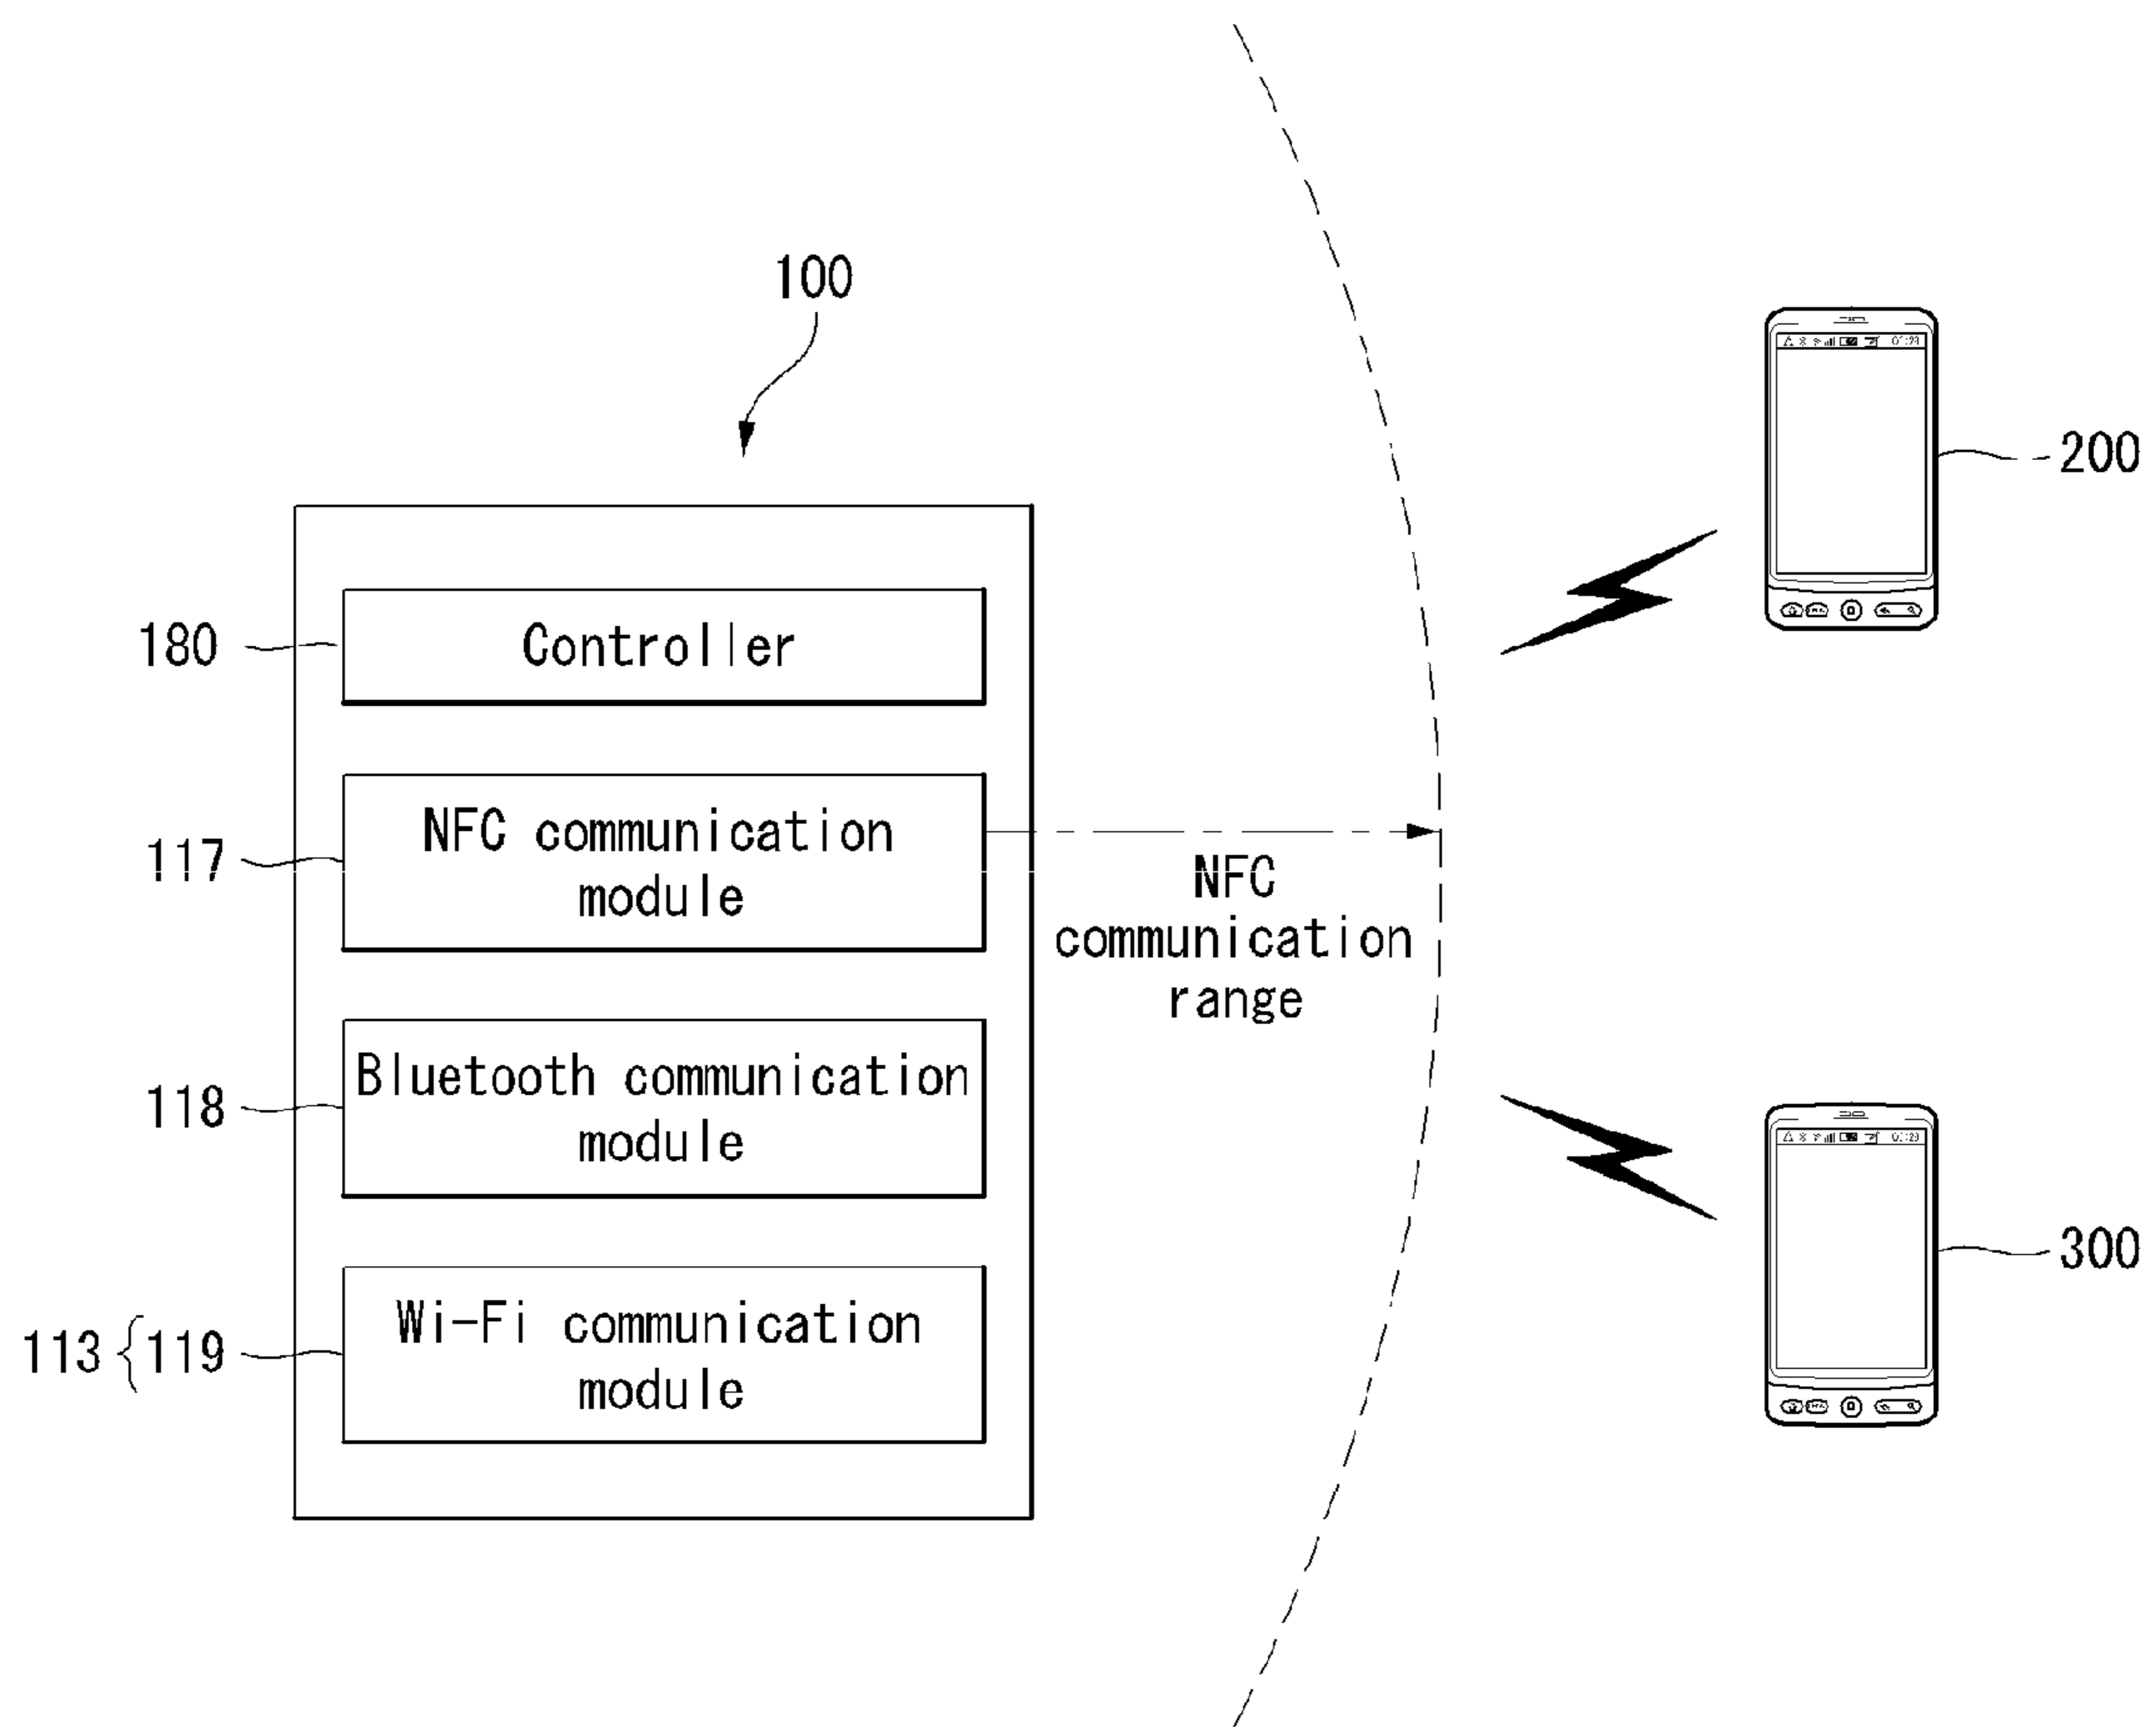 100
200
180
Controller
117
NFC communication
module
NFC
communication
range
118
Bluetooth communication
module
300
113 { 119
Wi-Fi communication
module